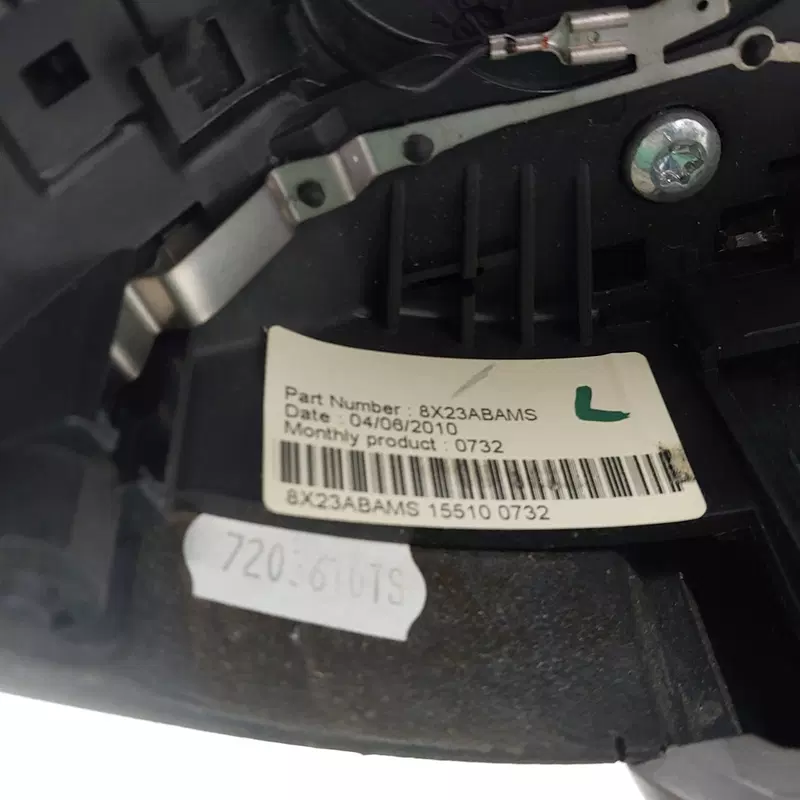 Part Number : 8X23ABAMS
Date : 04/06/2010
Monthly product : 0732
8X23ABAMS 15510 0732
L